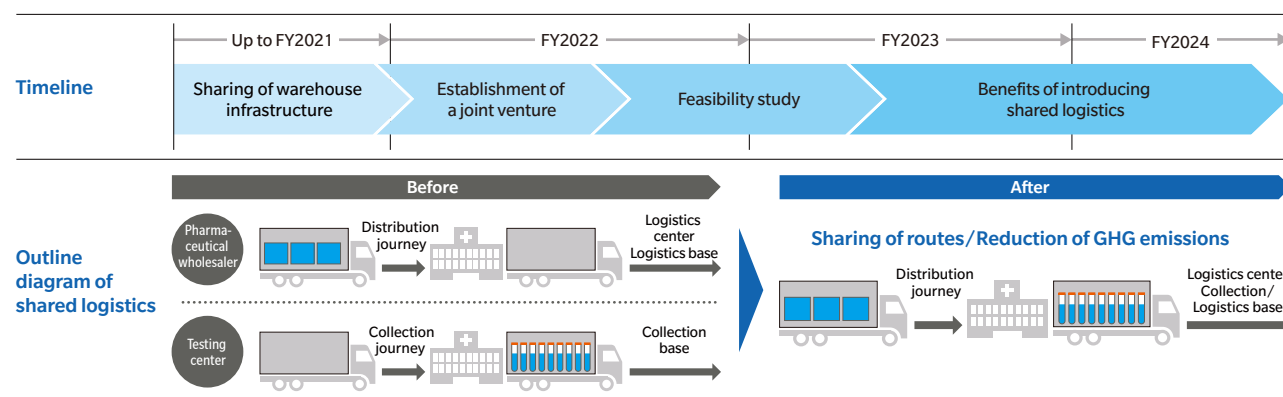 Up to FY2021
FY2022
FY2023
FY2024
Timeline
Sharing of warehouse
infrastructure
Establishment of
a joint venture
Feasibility study
Benefits of introducing
shared logistics
Before
After
Outline
diagram of
shared logistics
Pharma-
ceutical
wholesaler
Distribution
journey
Logistics
center
Logistics base
Testing
center
Collection
journey
Collection
base
Sharing of routes/Reduction of GHG emissions
Distribution
journey
Logistics center
Collection/
Logistics base